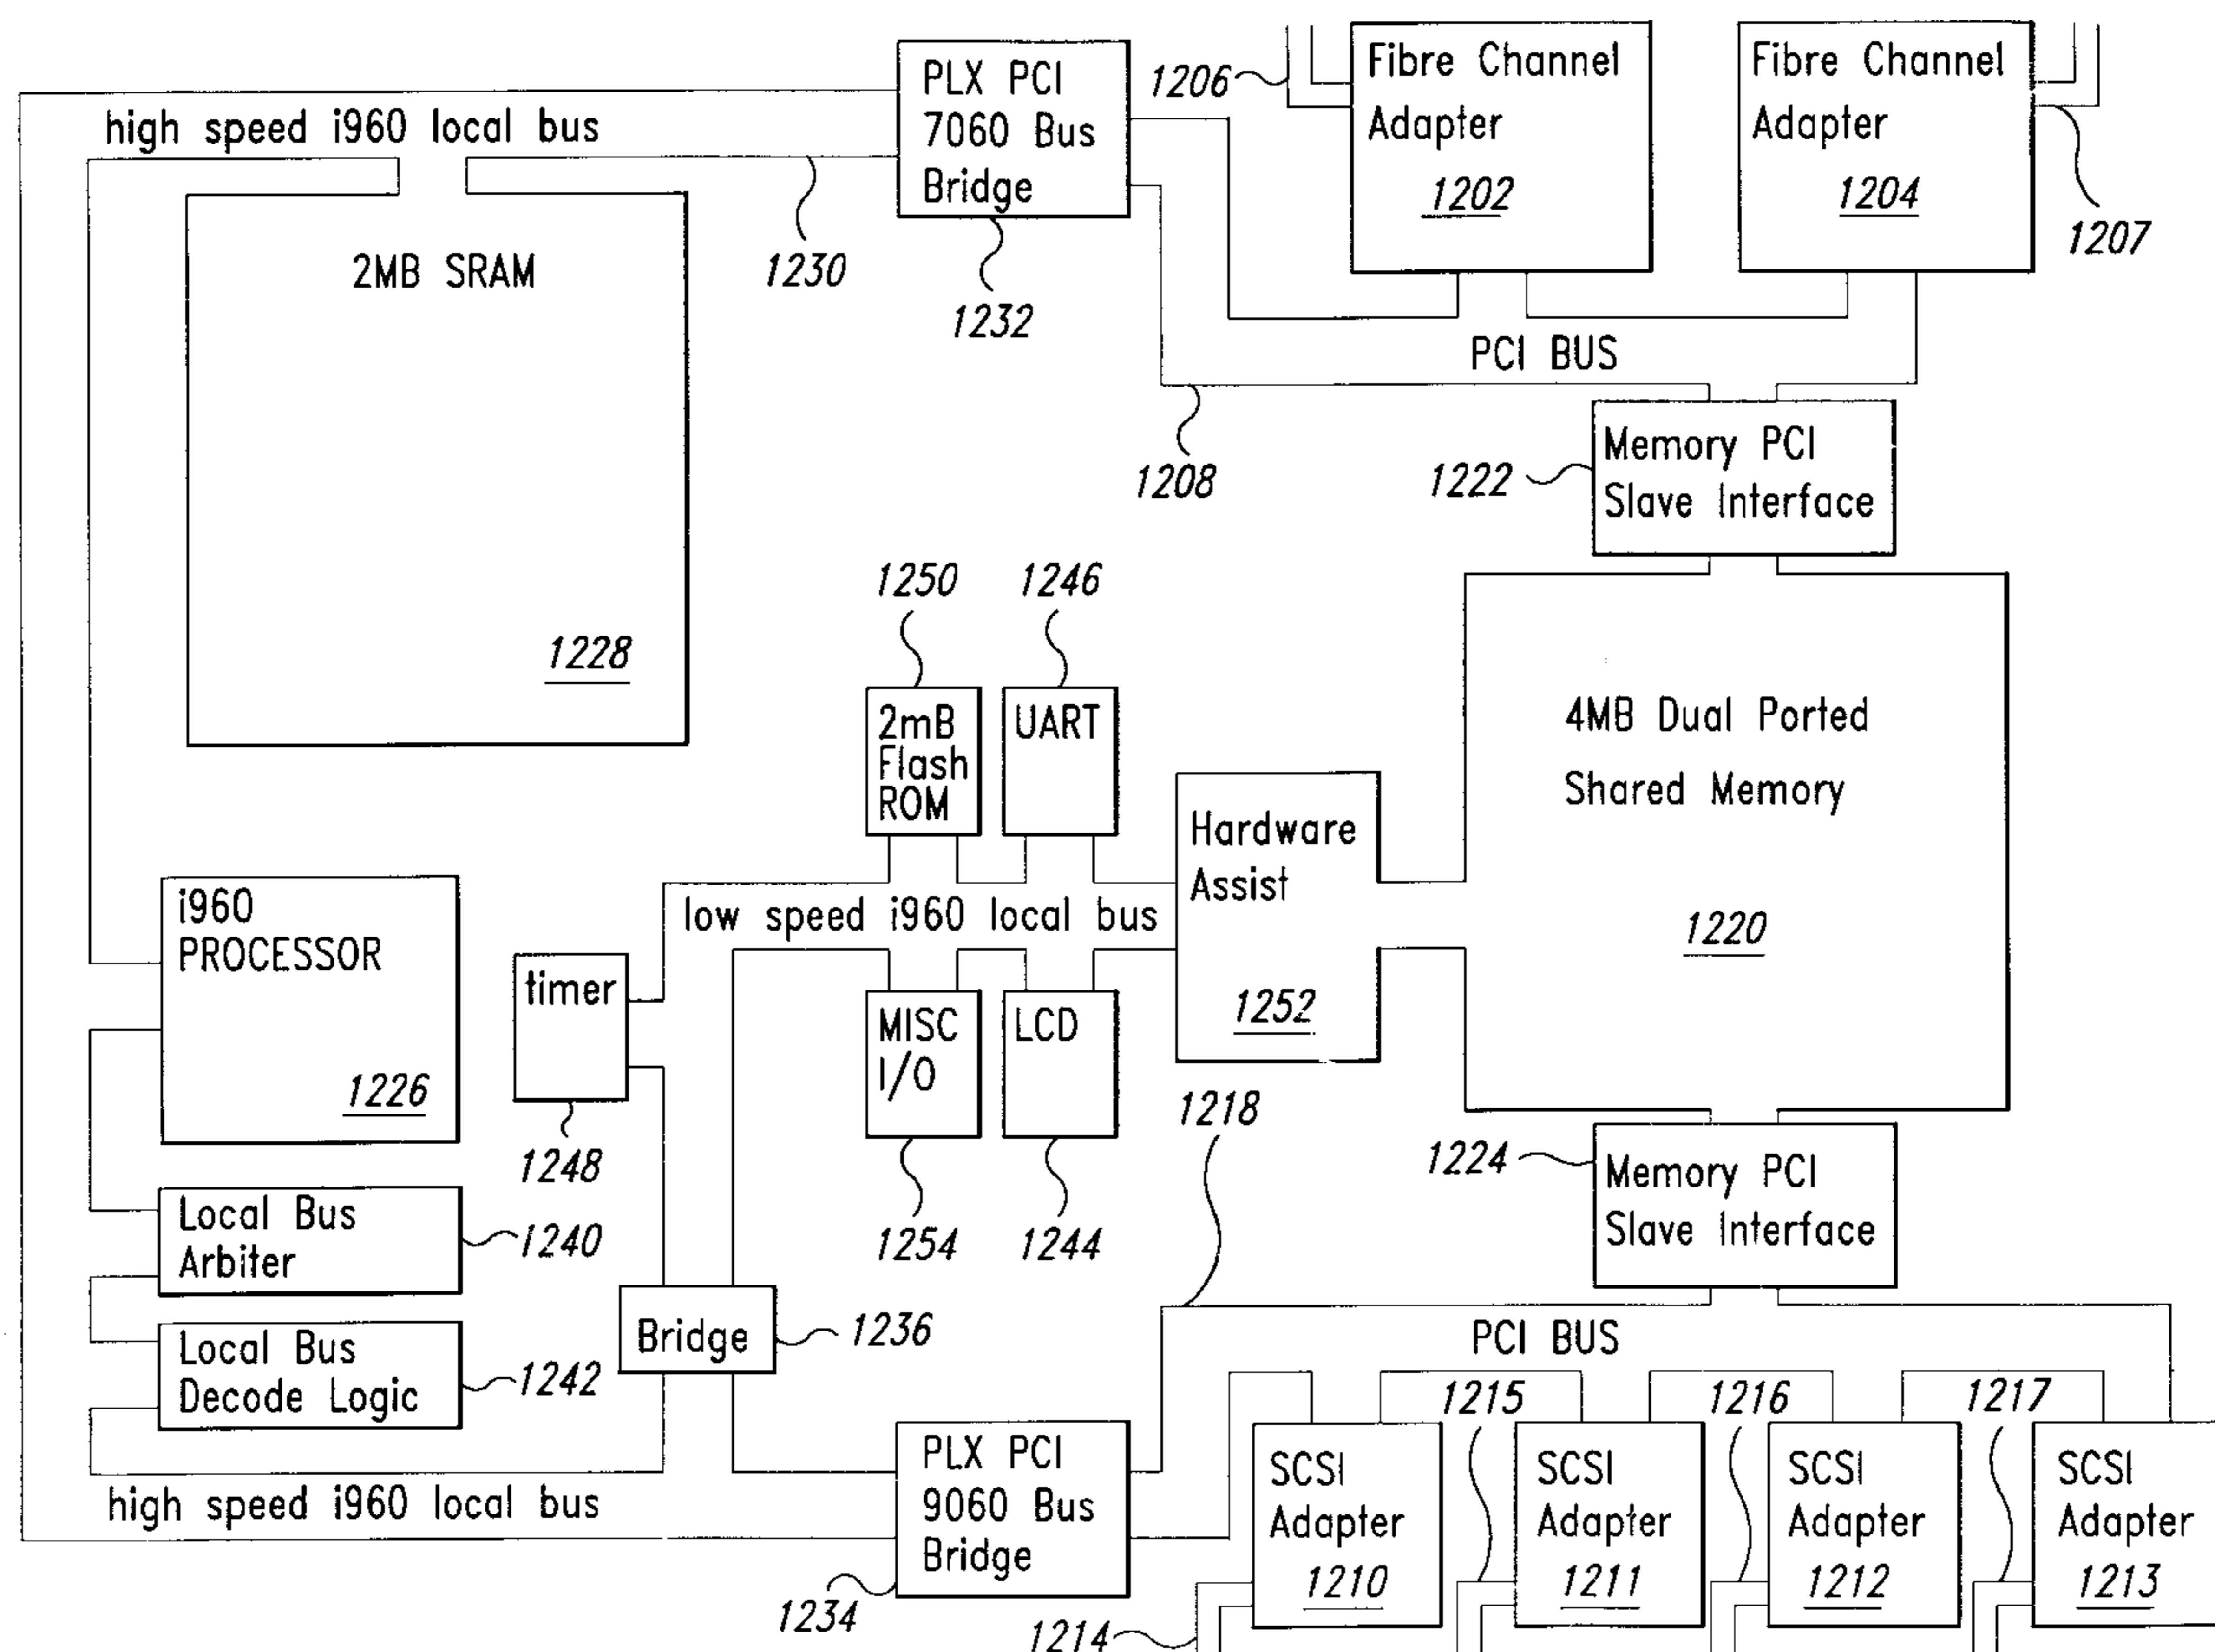 PLX PCI
7060 Bus
Bridge
1232
1206
Fibre Channel
Adapter
1202
Fibre Channel
Adapter
1204
1207
high speed i960 local bus
1230
2MB SRAM
1228
PCI BUS
1208
1222
Memory PCI
Slave Interface
1250
1246
2mB
Flash
ROM
UART
4MB Dual Ported
Shared Memory
1220
Hardware
Assist
1252
low speed i960 local bus
i960
PROCESSOR
1226
timer
1248
MISC
I/O
1254
LCD
1244
1218
1224
Memory PCI
Slave Interface
Local Bus
Arbiter
1240
Local Bus
Decode Logic
1242
Bridge
1236
PCI BUS
1215
1216
1217
high speed i960 local bus
PLX PCI
9060 Bus
Bridge
1234
SCSI
Adapter
1210
SCSI
Adapter
1211
SCSI
Adapter
1212
SCSI
Adapter
1213
1214